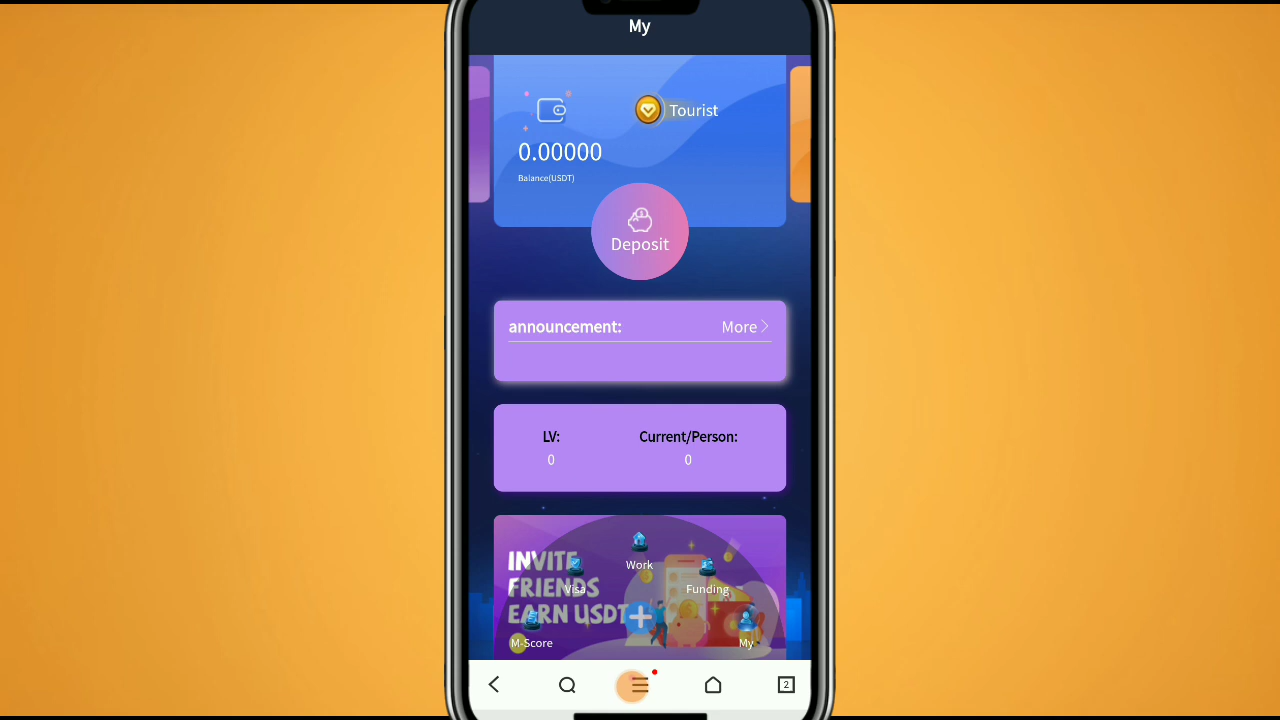 My
Tourist
0.00000
Balance(USDT)
Deposit
announcement:
More
LV:
Current/Person:
0
0
INVITE
FRIENDS
EARN USDT
Work
Visa
Funding
M-Score
My
2